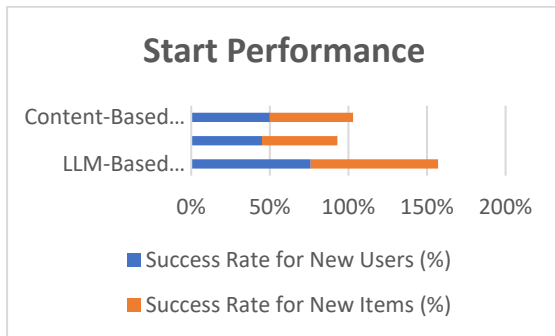 Start Performance
Content-Based...
LLM-Based...
0% 50% 100% 150% 200%
Success Rate for New Users (%)
Success Rate for New Items (%)